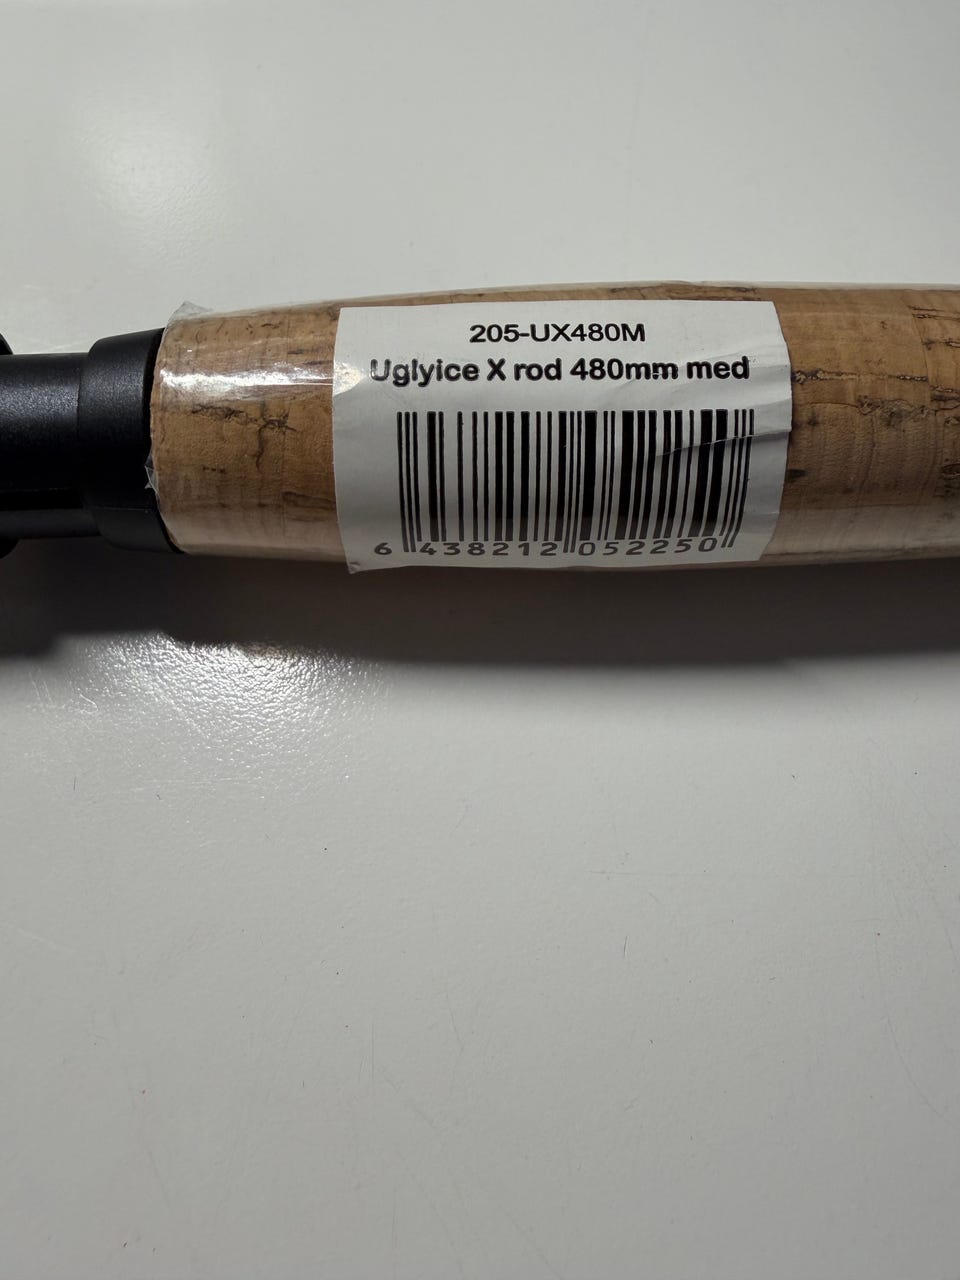 205-UX480M
Uglyice X rod 480mm med
6 438212 052250